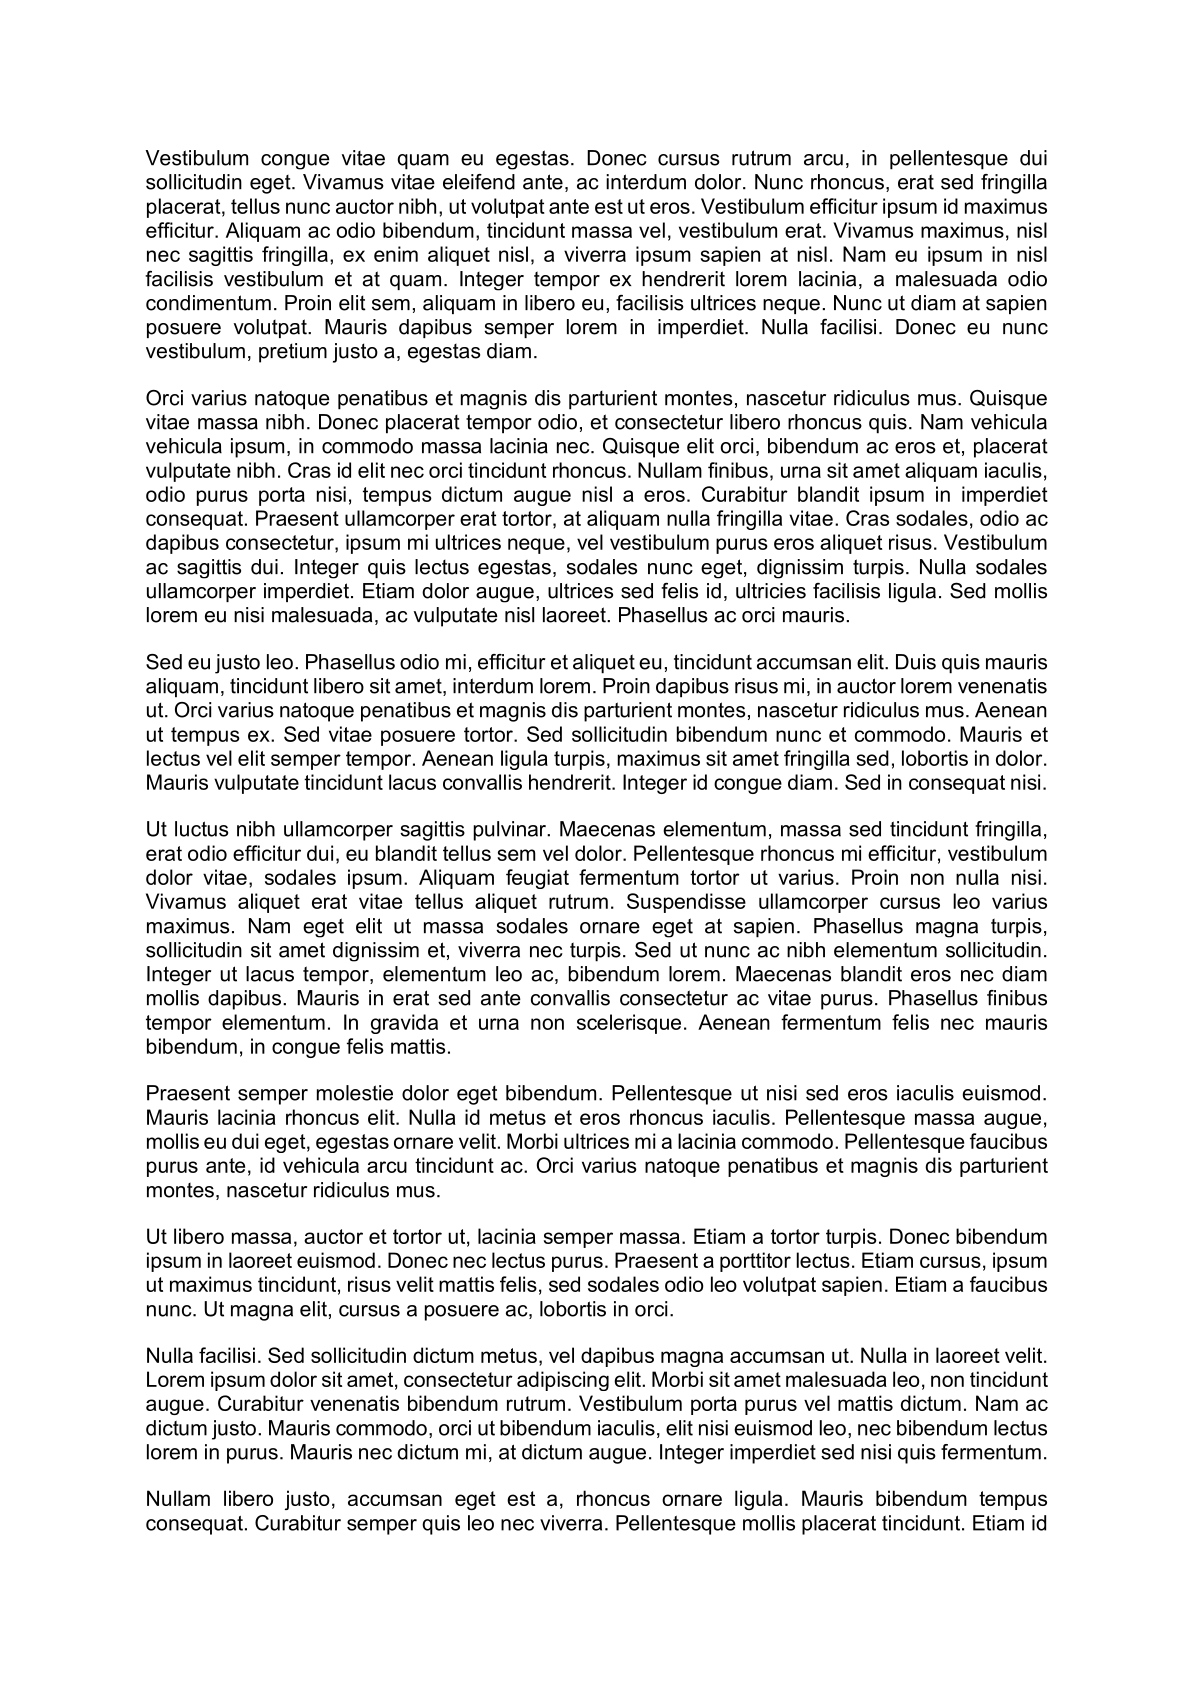 Vestibulum congue vitae quam eu egestas. Donec cursus rutrum arcu, in pellentesque dui
sollicitudin eget. Vivamus vitae eleifend ante, ac interdum dolor. Nunc rhoncus, erat sed fringilla
placerat, tellus nunc auctor nibh, ut volutpat ante est ut eros. Vestibulum efficitur ipsum id maximus
efficitur. Aliquam ac odio bibendum, tincidunt massa vel, vestibulum erat. Vivamus maximus, nisl
nec sagittis fringilla, ex enim aliquet nisl, a viverra ipsum sapien at nisl. Nam eu ipsum in nisl
facilisis vestibulum et at quam. Integer tempor ex hendrerit lorem lacinia, a malesuada odio
condimentum. Proin elit sem, aliquam in libero eu, facilisis ultrices neque. Nunc ut diam at sapien
posuere volutpat. Mauris dapibus semper lorem in imperdiet. Nulla facilisi. Donec eu nunc
vestibulum, pretium justo a, egestas diam.
Orci varius natoque penatibus et magnis dis parturient montes, nascetur ridiculus mus. Quisque
vitae massa nibh. Donec placerat tempor odio, et consectetur libero rhoncus quis. Nam vehicula
vehicula ipsum, in commodo massa lacinia nec. Quisque elit orci, bibendum ac eros et, placerat
vulputate nibh. Cras id elit nec orci tincidunt rhoncus. Nullam finibus, urna sit amet aliquam iaculis,
odio purus porta nisi, tempus dictum augue nisl a eros. Curabitur blandit ipsum in imperdiet
consequat. Praesent ullamcorper erat tortor, at aliquam nulla fringilla vitae. Cras sodales, odio ac
dapibus consectetur, ipsum mi ultrices neque, vel vestibulum purus eros aliquet risus. Vestibulum
ac sagittis dui. Integer quis lectus egestas, sodales nunc eget, dignissim turpis. Nulla sodales
ullamcorper imperdiet. Etiam dolor augue, ultrices sed felis id, ultricies facilisis ligula. Sed mollis
lorem eu nisi malesuada, ac vulputate nisl laoreet. Phasellus ac orci mauris.
Sed eu justo leo. Phasellus odio mi, efficitur et aliquet eu, tincidunt accumsan elit. Duis quis mauris
aliquam, tincidunt libero sit amet, interdum lorem. Proin dapibus risus mi, in auctor lorem venenatis
ut. Orci varius natoque penatibus et magnis dis parturient montes, nascetur ridiculus mus. Aenean
ut tempus ex. Sed vitae posuere tortor. Sed sollicitudin bibendum nunc et commodo. Mauris et
lectus vel elit semper tempor. Aenean ligula turpis, maximus sit amet fringilla sed, lobortis in dolor.
Mauris vulputate tincidunt lacus convallis hendrerit. Integer id congue diam. Sed in consequat nisi.
Ut luctus nibh ullamcorper sagittis pulvinar. Maecenas elementum, massa sed tincidunt fringilla,
erat odio efficitur dui, eu blandit tellus sem vel dolor. Pellentesque rhoncus mi efficitur, vestibulum
dolor vitae, sodales ipsum. Aliquam feugiat fermentum tortor ut varius. Proin non nulla nisi.
Vivamus aliquet erat vitae tellus aliquet rutrum. Suspendisse ullamcorper cursus leo varius
maximus. Nam eget elit ut massa sodales ornare eget at sapien. Phasellus magna turpis,
sollicitudin sit amet dignissim et, viverra nec turpis. Sed ut nunc ac nibh elementum sollicitudin.
Integer ut lacus tempor, elementum leo ac, bibendum lorem. Maecenas blandit eros nec diam
mollis dapibus. Mauris in erat sed ante convallis consectetur ac vitae purus. Phasellus finibus
tempor elementum. In gravida et urna non scelerisque. Aenean fermentum felis nec mauris
bibendum, in congue felis mattis.
Praesent semper molestie dolor eget bibendum. Pellentesque ut nisi sed eros iaculis euismod.
Mauris lacinia rhoncus elit. Nulla id metus et eros rhoncus iaculis. Pellentesque massa augue,
mollis eu dui eget, egestas ornare velit. Morbi ultrices mi a lacinia commodo. Pellentesque faucibus
purus ante, id vehicula arcu tincidunt ac. Orci varius natoque penatibus et magnis dis parturient
montes, nascetur ridiculus mus.
Ut libero massa, auctor et tortor ut, lacinia semper massa. Etiam a tortor turpis. Donec bibendum
ipsum in laoreet euismod. Donec nec lectus purus. Praesent a porttitor lectus. Etiam cursus, ipsum
ut maximus tincidunt, risus velit mattis felis, sed sodales odio leo volutpat sapien. Etiam a faucibus
nunc. Ut magna elit, cursus a posuere ac, lobortis in orci.
Nulla facilisi. Sed sollicitudin dictum metus, vel dapibus magna accumsan ut. Nulla in laoreet velit.
Lorem ipsum dolor sit amet, consectetur adipiscing elit. Morbi sit amet malesuada leo, non tincidunt
augue. Curabitur venenatis bibendum rutrum. Vestibulum porta purus vel mattis dictum. Nam ac
dictum justo. Mauris commodo, orci ut bibendum iaculis, elit nisi euismod leo, nec bibendum lectus
lorem in purus. Mauris nec dictum mi, at dictum augue. Integer imperdiet sed nisi quis fermentum.
Nullam libero justo, accumsan eget est a, rhoncus ornare ligula. Mauris bibendum tempus
consequat. Curabitur semper quis leo nec viverra. Pellentesque mollis placerat tincidunt. Etiam id